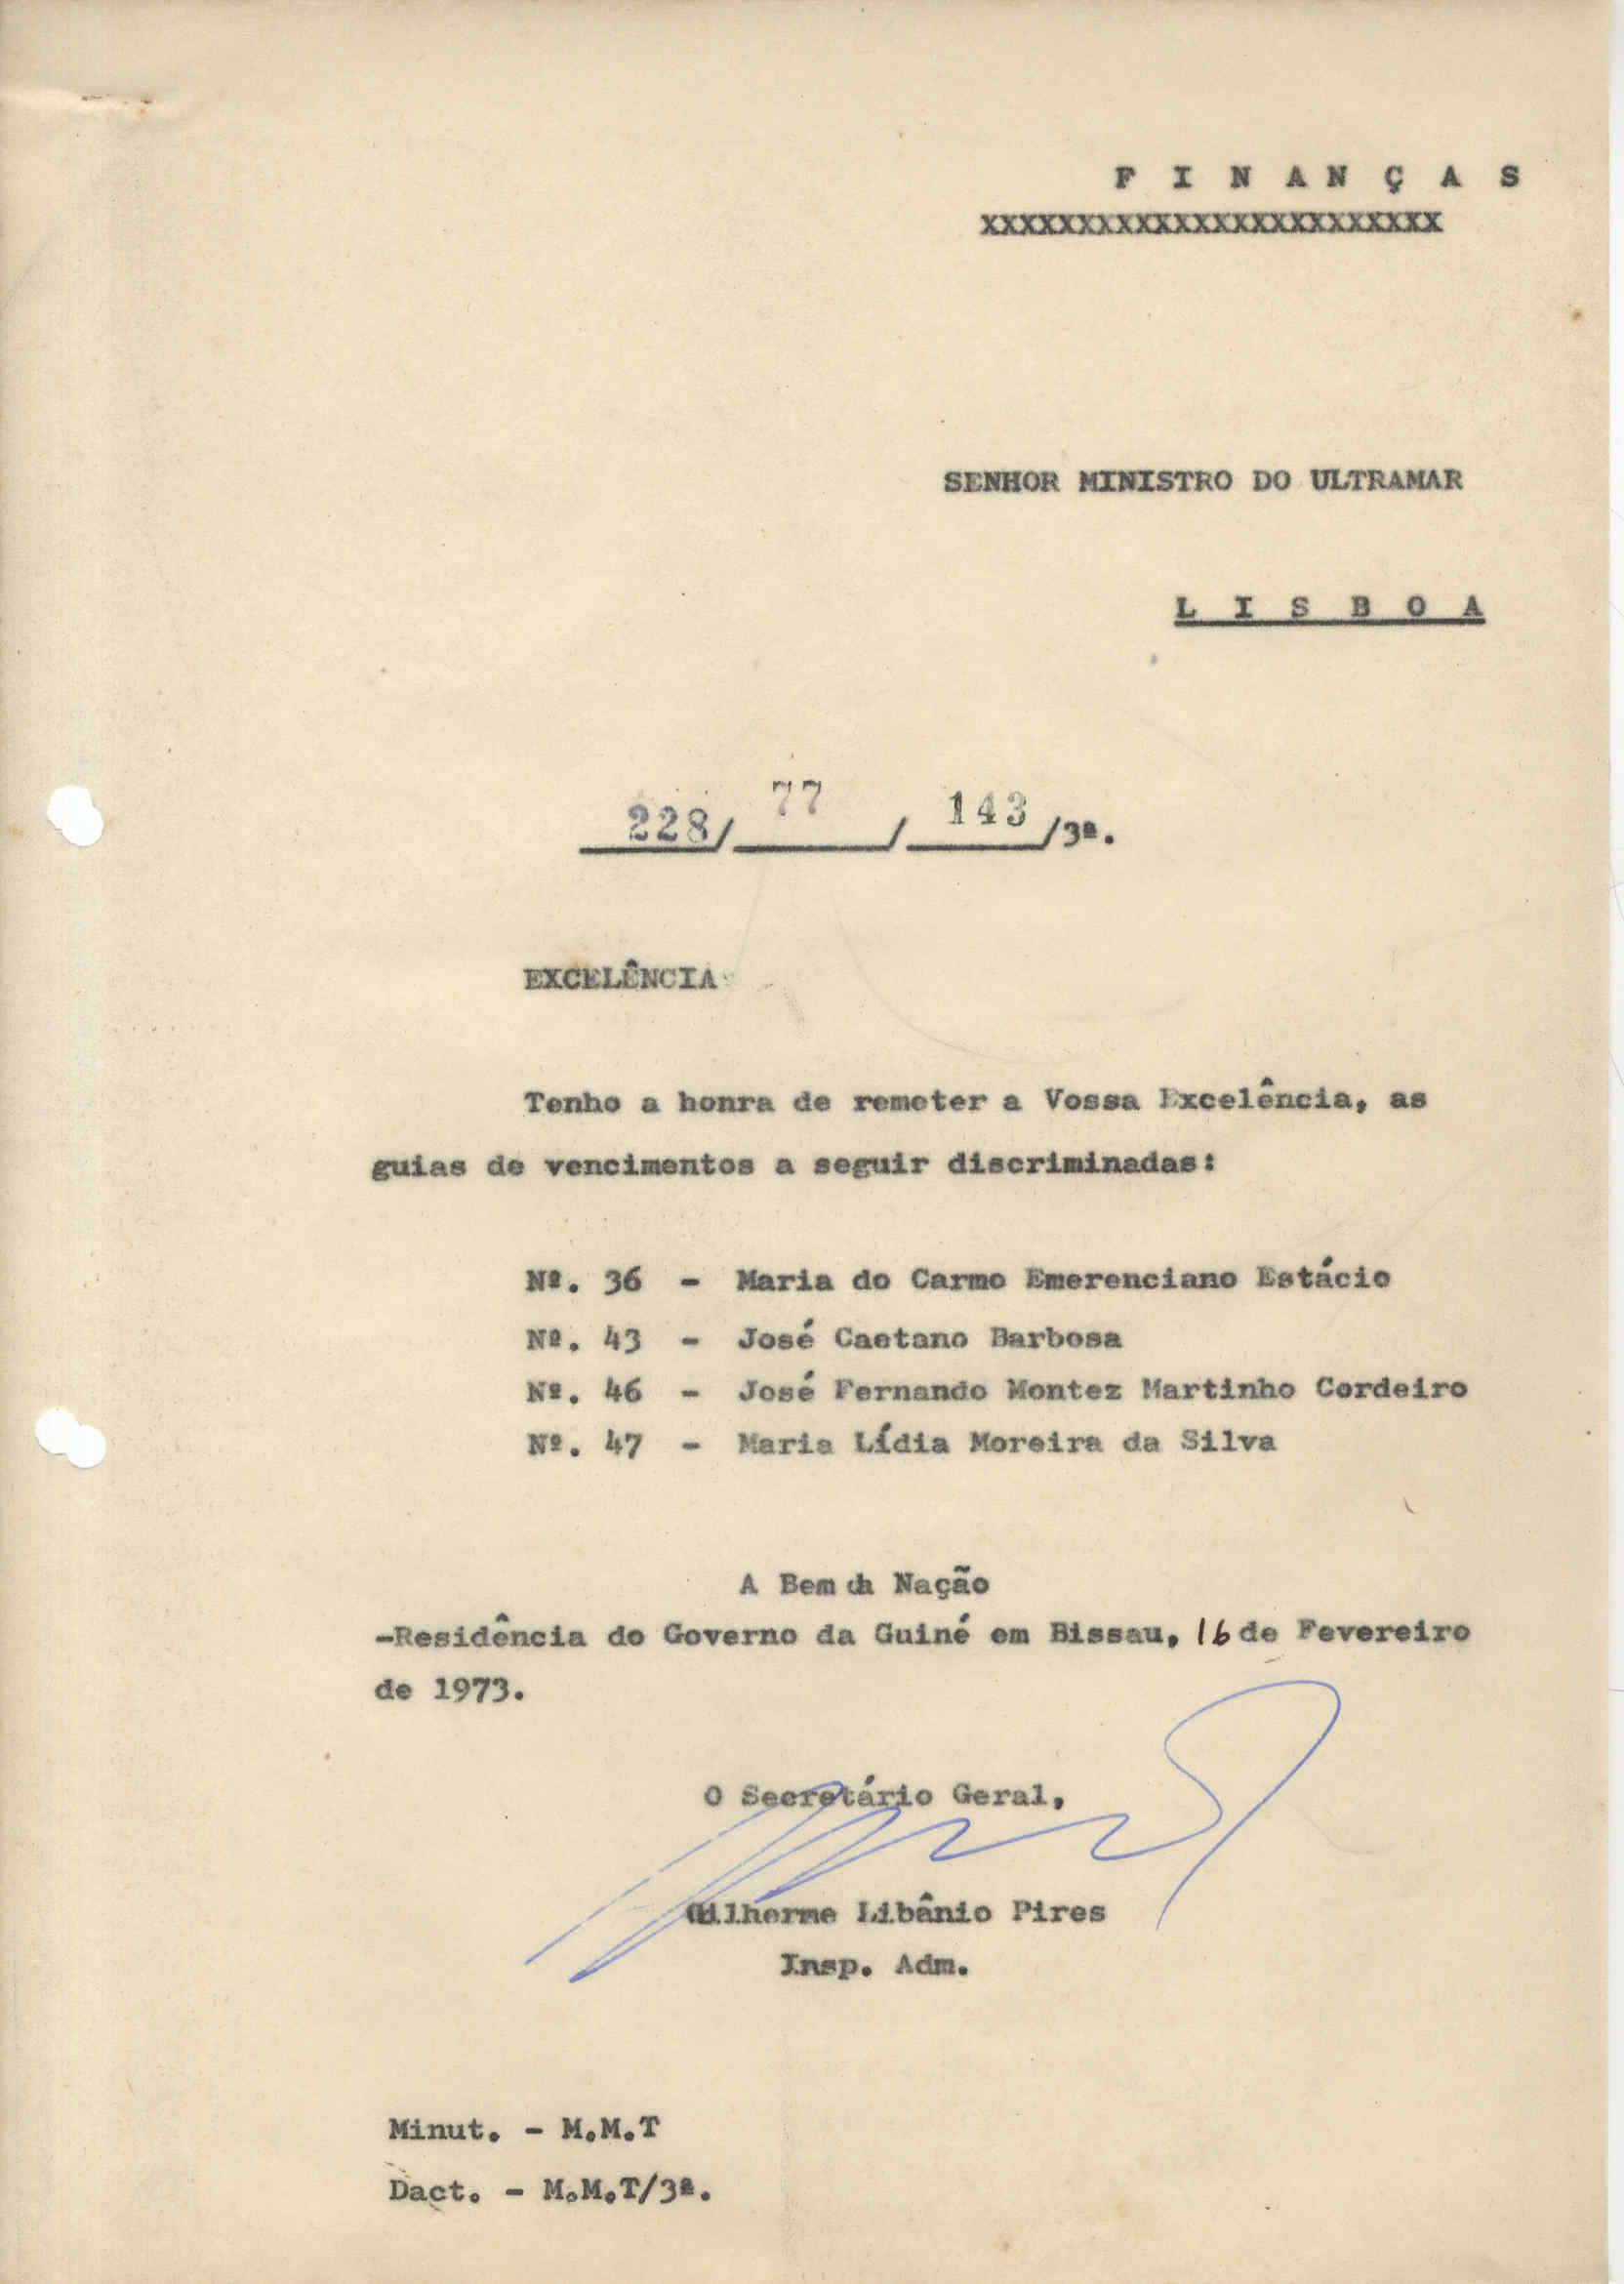 F I N A N Ç A S
XXXXXXXXXXXXXXXXXXXXXXXX
SENHOR MINISTRO DO ULTRAMAR
L I S B O A
228/ 77 / 143 /3ª.
EXCELÊNCIA
Tenho a honra de remeter a Vossa Excelência, as
guias de vencimentos a seguir discriminadas:
Nº. 36 - Maria do Carmo Emerenciano Estácio
Nº. 43 - José Caetano Barbosa
Nº. 46 - José Fernando Montez Martinho Cordeiro
Nº. 47 - Maria Lídia Moreira da Silva
A Bem da Nação
-Residência do Governo da Guiné em Bissau, 16 de Fevereiro
de 1973.
O Secretário Geral,
Guilherme Libânio Pires
Insp. Adm.
Minut. - M.M.T
Dact. - M.M.T/3ª.